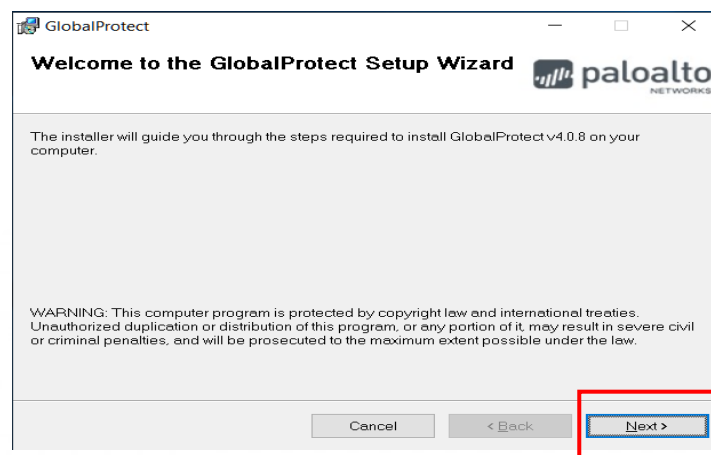 GlobalProtect
Welcome to the GlobalProtect Setup Wizard
paloalto
NETWORKS
The installer will guide you through the steps required to install GlobalProtect v4.0.8 on your
computer.
WARNING: This computer program is protected by copyright law and international treaties.
Unauthorized duplication or distribution of this program, or any portion of it, may result in severe civil
or criminal penalties, and will be prosecuted to the maximum extent possible under the law.
Cancel
< Back
Next >